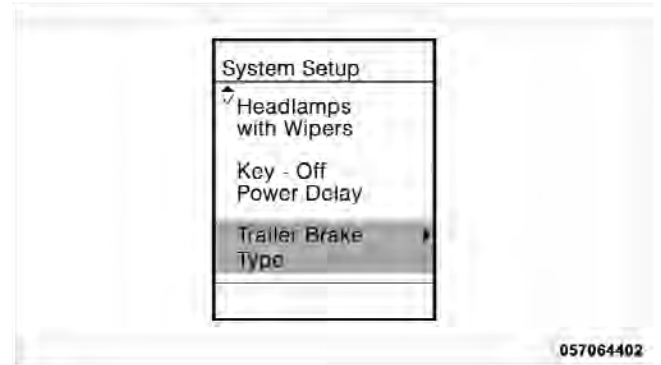 System Setup
Headlamps
with Wipers
Key - Off
Power Delay
Trailer Brake
Type
057064402